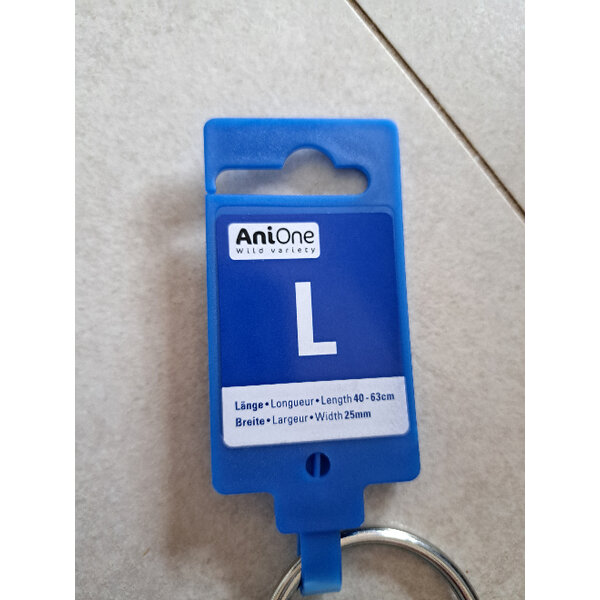 AniOne
Wild variety
L
Länge • Longueur • Length 40 - 63cm
Breite • Largeur • Width 25mm